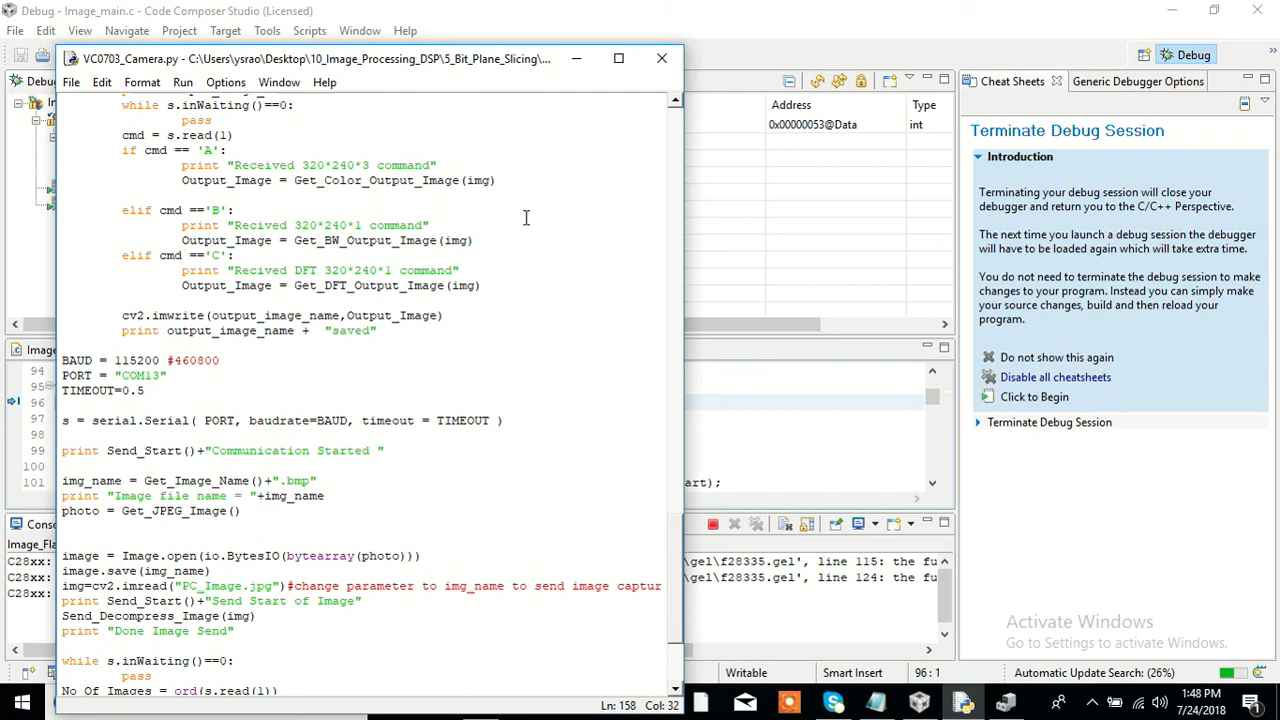 Debug - Image_main.c - Code Composer Studio (Licensed)
File Edit View Navigate Project Target Tools Scripts Window Help
Debug
VC0703_Camera.py - C:\Users\ysrao\Desktop\10_Image_Processing_DSP\5_Bit_Plane_Slicing\...
File Edit Format Run Options Window Help
while s.inWaiting()==0:
pass
cmd = s.read(1)
if cmd == 'A':
print "Received 320*240*3 command"
Output_Image = Get_Color_Output_Image(img)
elif cmd =='B':
print "Recived 320*240*1 command"
Output_Image = Get_BW_Output_Image(img)
elif cmd =='C':
print "Recived DFT 320*240*1 command"
Output_Image = Get_DFT_Output_Image(img)
cv2.imwrite(output_image_name,Output_Image)
print output_image_name + "saved"
BAUD = 115200 #460800
PORT = "COM13"
TIMEOUT=0.5
s = serial.Serial( PORT, baudrate=BAUD, timeout = TIMEOUT )
print Send_Start()+"Communication Started "
img_name = Get_Image_Name()+".bmp"
print "Image file name = "+img_name
photo = Get_JPEG_Image()
image = Image.open(io.BytesIO(bytearray(photo)))
image.save(img_name)
img=cv2.imread("PC_Image.jpg")#change parameter to img_name to send image captur
print Send_Start()+"Send Start of Image"
Send_Decompress_Image(img)
print "Done Image Send"
while s.inWaiting()==0:
pass
No_Of_Images = ord(s.read(1))
Ln: 158 Col: 32
Debu
Address Type
0x00000053@Data int
Image
94
95
96
97
98
99
100
101
art);
Conso
Image_Fla
C28xx: \gel\f28335.gel', line 115: the fu
C28xx: \gel\f28335.gel', line 124: the fu
C28xx:
Cheat Sheets Generic Debugger Options
Terminate Debug Session
Introduction
Terminating your debug session will close your
debugger and return you to the C/C++ Perspective.
The next time you launch a debug session the debugger
will have to be loaded again which will take extra time.
You do not need to terminate the debug session to make
changes to your program. Instead you can simply make
your source changes, build and then reload your
program.
Do not show this again
Disable all cheatsheets
Click to Begin
Terminate Debug Session
Activate Windows
Go to Settings to activate Windows.
Writable Smart Insert 96 : 1 Automatic Update Search: (26%)
1:48 PM
7/24/2018